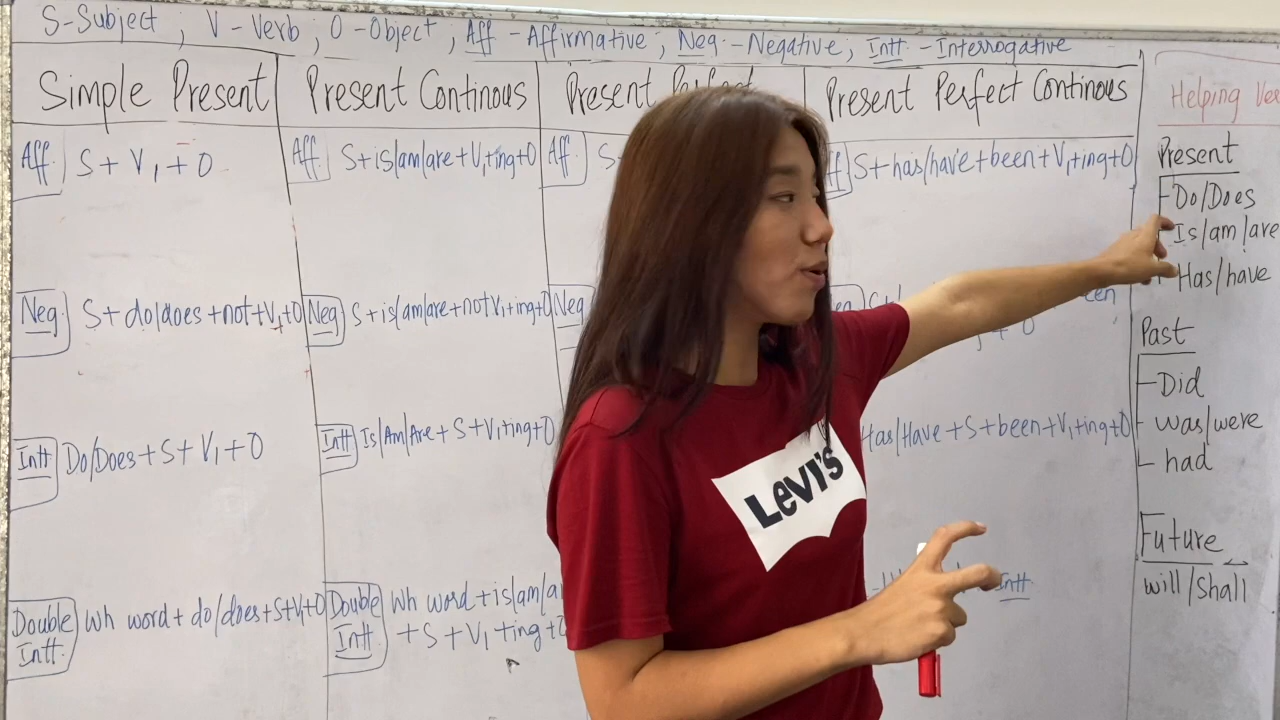 S-Subject, V-Verb, O-Object, Aff-Affirmative, Neg-Negative, Intt-Interrogative
Simple Present
Aff. S+V₁+O
Neg. S+do/does+not+V₁+O
Intt Do/Does+S+V₁+O
Double Intt. Wh word+do/does+S+V₁+O
Present Continous
Aff. S+is/am/are+V₁+ing+O
Neg S+is/am/are+not+V₁+ing+O
Intt Is/Am/Are+S+V₁+ing+O
Double Intt Wh word+is/am/
+S+V₁+ing+O
Present
Aff. S
Neg
Present Perfect Continous
S+has/have+been+V₁+ing+O
Has/Have+S+been+V₁+ing+O
Intt
Helping
Present
Do/Does
Is/am/are
Has/have
Past
Did
was/were
had
Future
will/Shall
Levi's